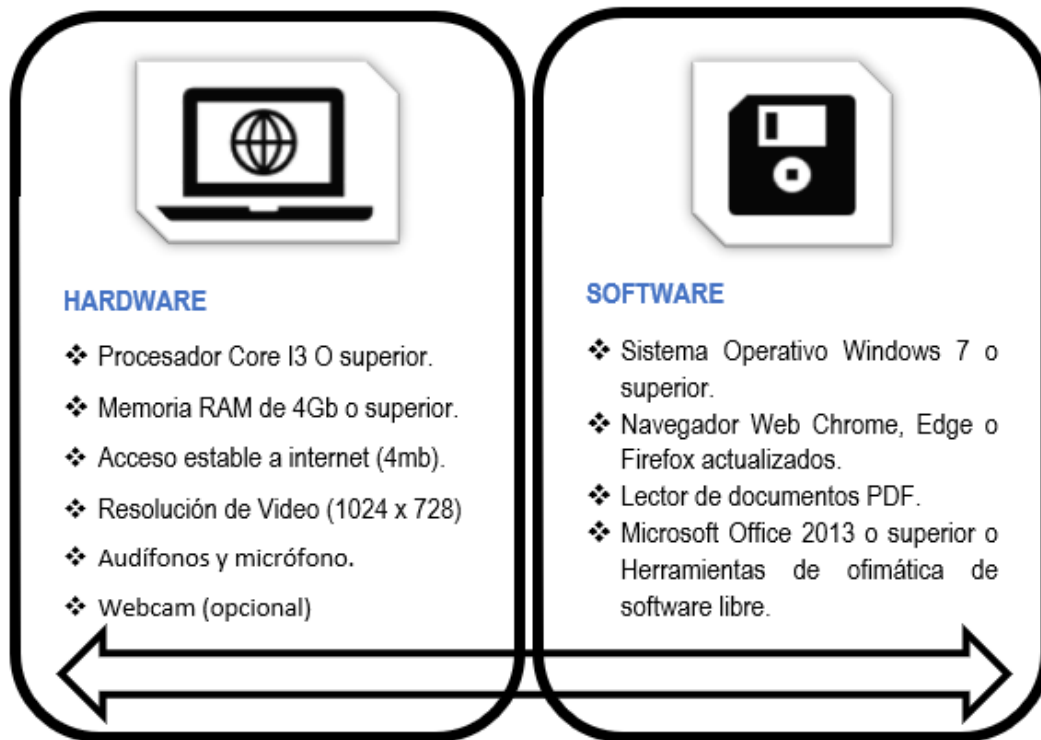 HARDWARE
Procesador Core I3 O superior.
Memoria RAM de 4Gb o superior.
Acceso estable a internet (4mb).
Resolución de Video (1024 x 728)
Audífonos y micrófono.
Webcam (opcional)
SOFTWARE
Sistema Operativo Windows 7 o
superior.
Navegador Web Chrome, Edge o
Firefox actualizados.
Lector de documentos PDF.
Microsoft Office 2013 o superior o
Herramientas de ofimática de
software libre.